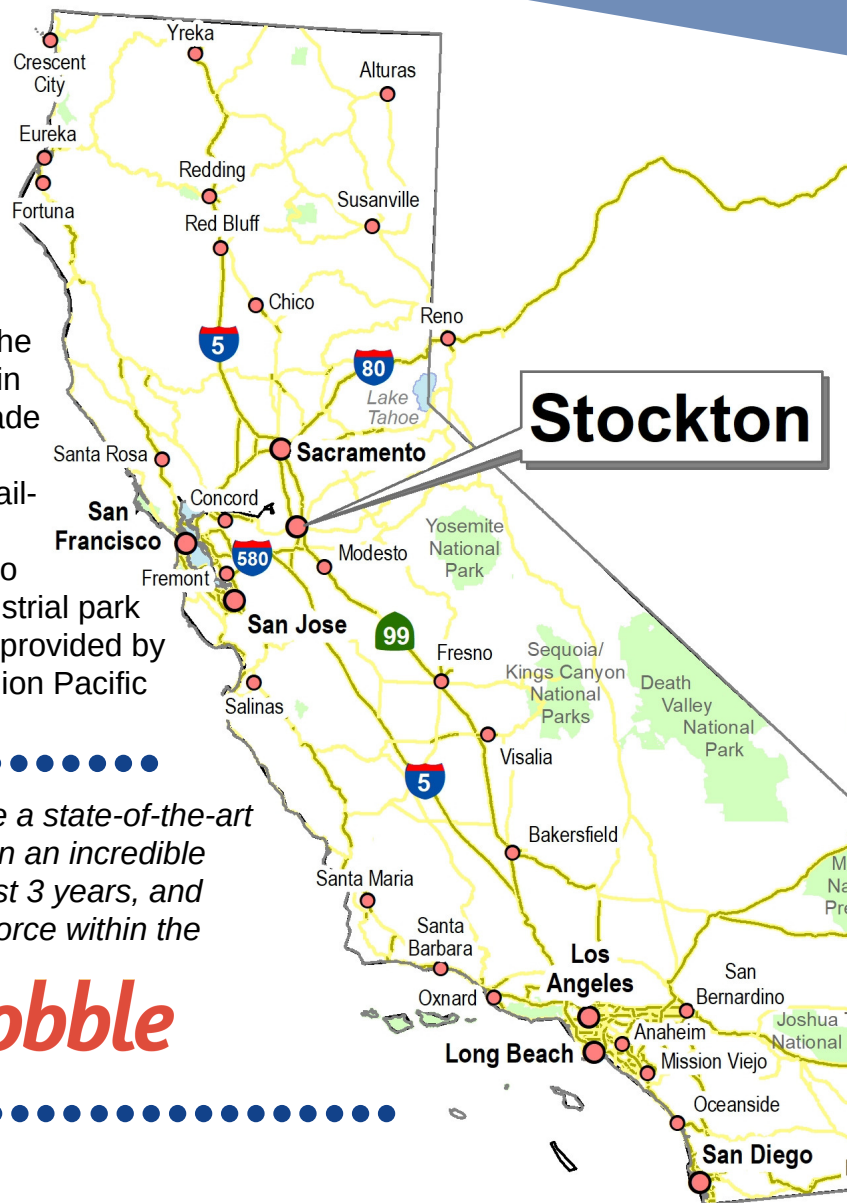 Yreka
Crescent
City
Alturas
Eureka
Redding
Fortuna
Susanville
Red Bluff
Chico
Reno
5
80
Lake
Tahoe
Stockton
Santa Rosa
Sacramento
Concord
San
Francisco
580
Modesto
Yosemite
National
Park
Fremont
San Jose
99
Fresno
Sequoia/
Kings Canyon
National
Parks
Death
Valley
National
Park
Salinas
Visalia
5
Bakersfield
Santa Maria
Santa
Barbara
Los
Angeles
San
Bernardino
Oxnard
Anaheim
Joshua T
National
Long Beach
Mission Viejo
Oceanside
San Diego
he
in
ade
ail-
o
strial park
provided by
ion Pacific
e a state-of-the-art
n an incredible
st 3 years, and
orce within the
obble